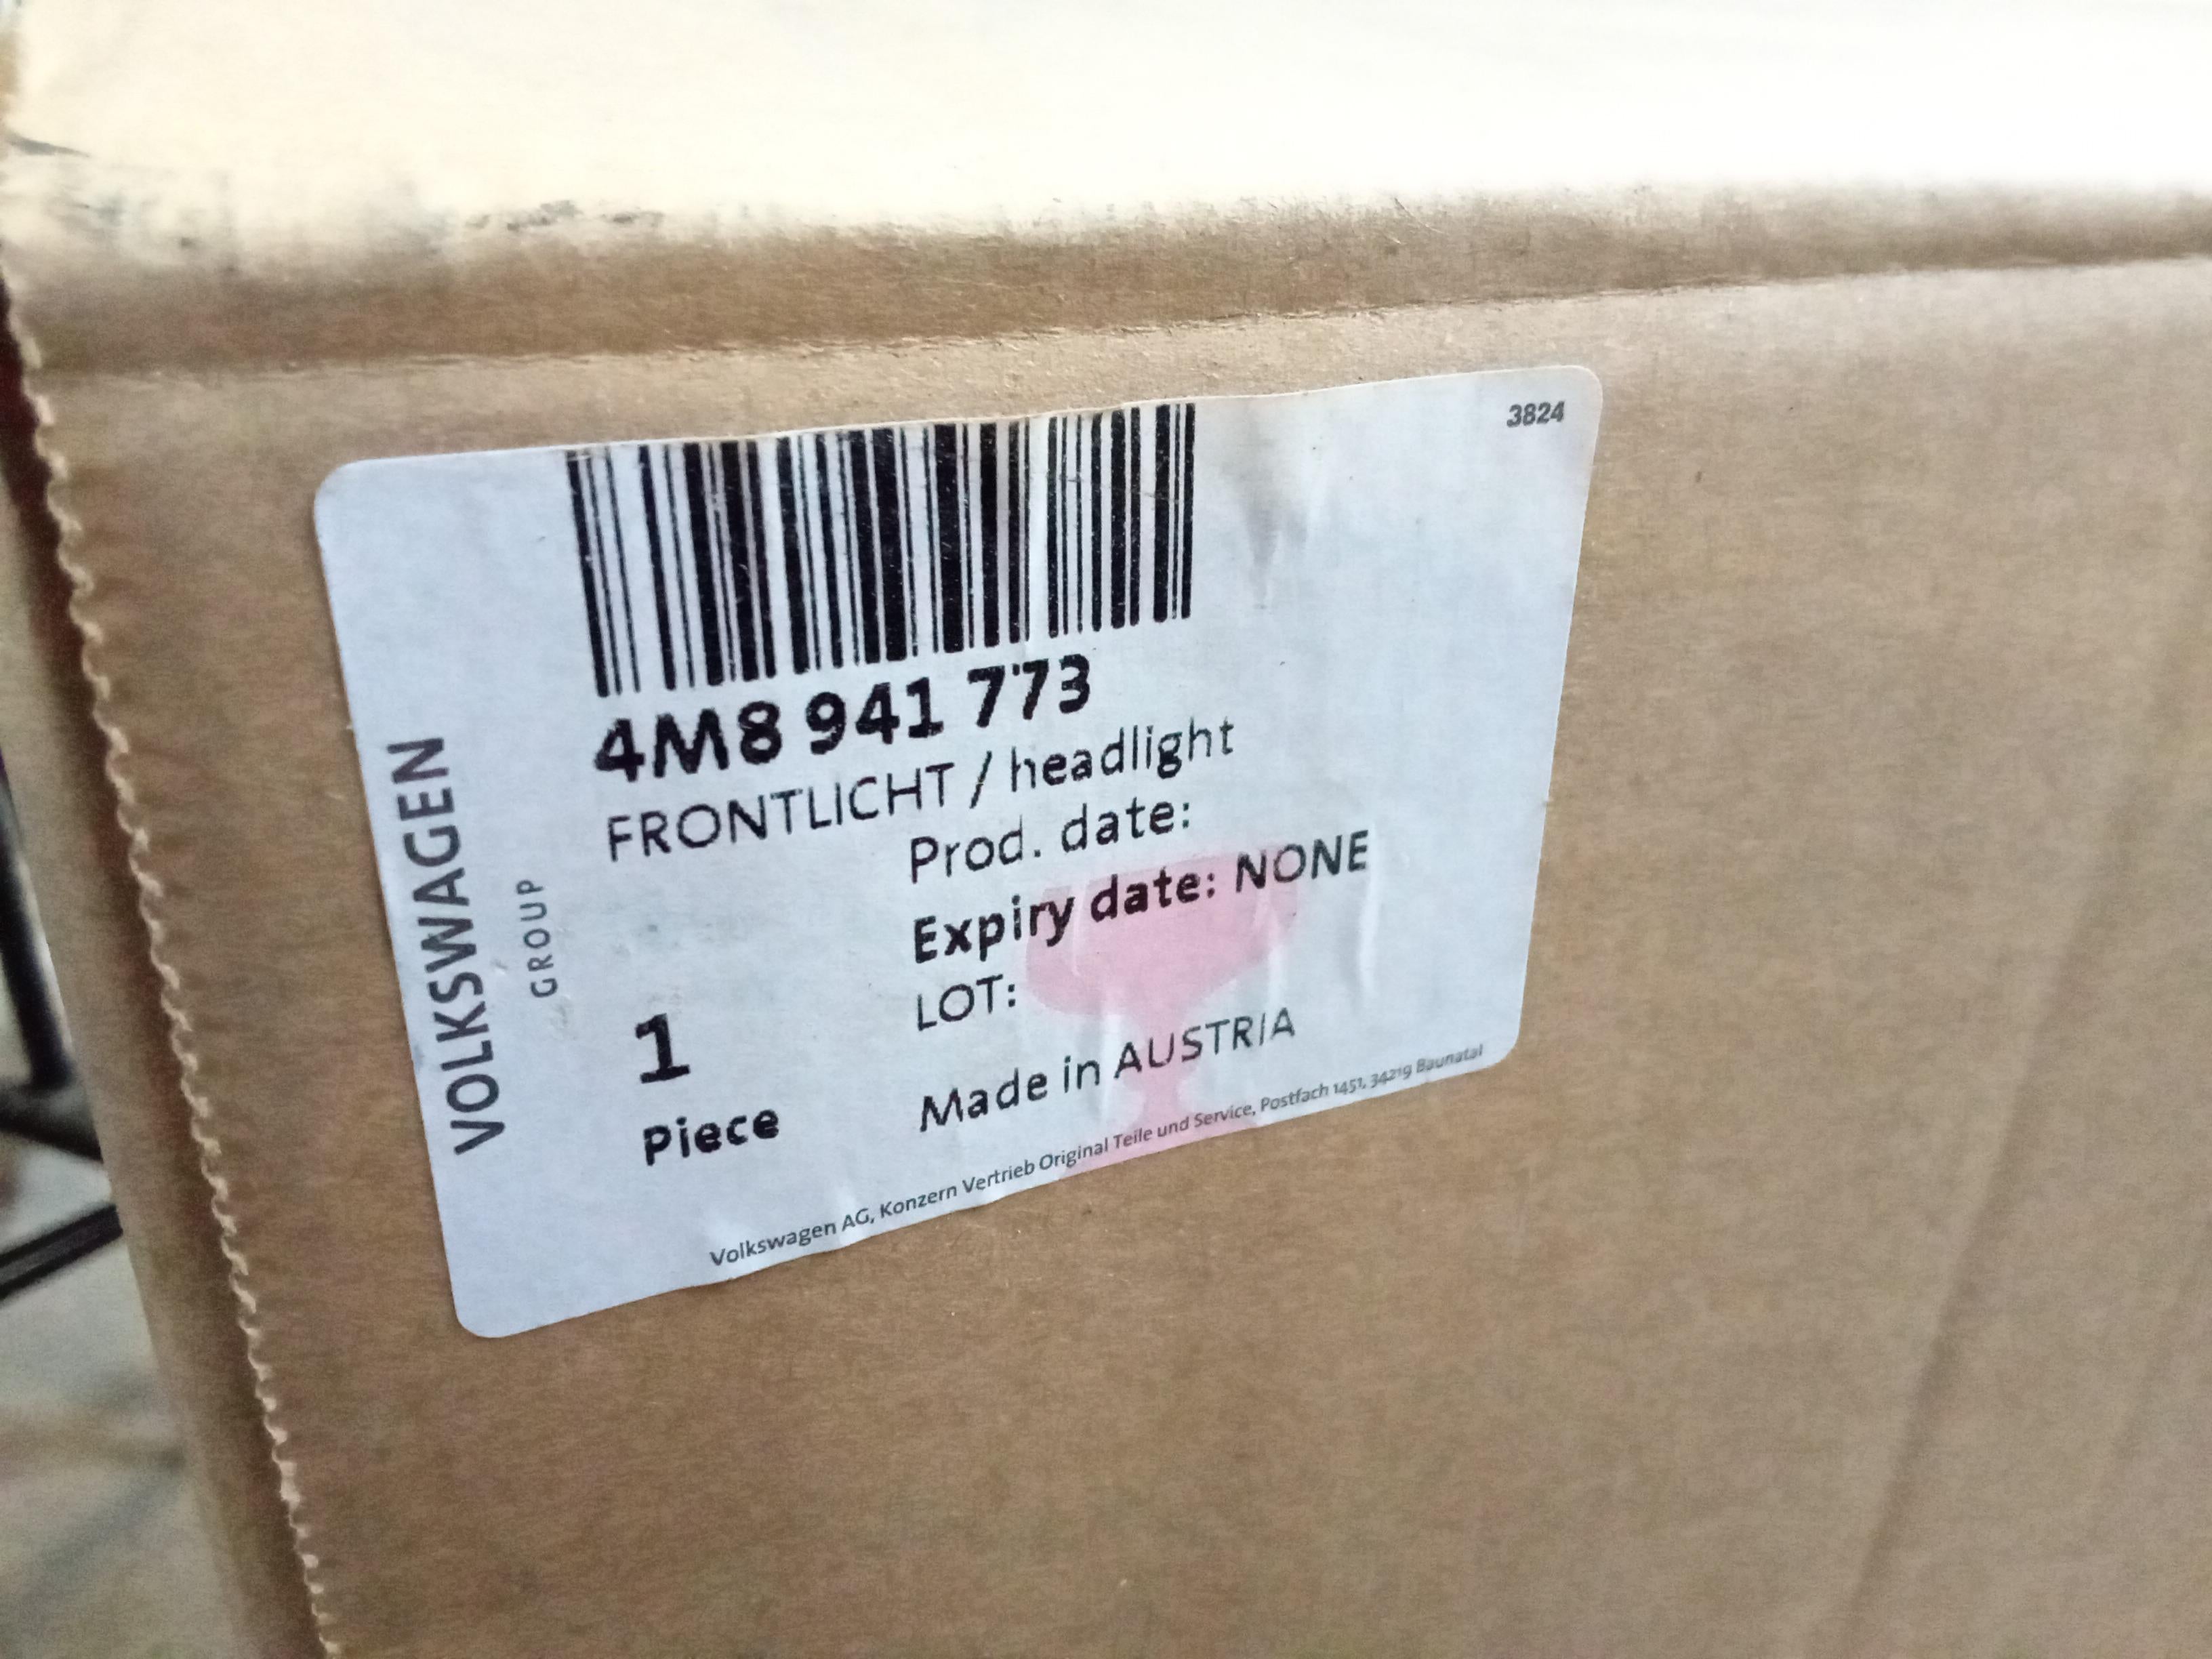 3824
4M8 941 773
FRONTLICHT / headlight
Prod. date:
Expiry date: NONE
LOT:
1
Piece
Made in AUSTRIA
Volkswagen AG, Konzern Vertrieb Original Teile und Service, Postfach 1451, 34219 Baunatal
VOLKSWAGEN
GROUP